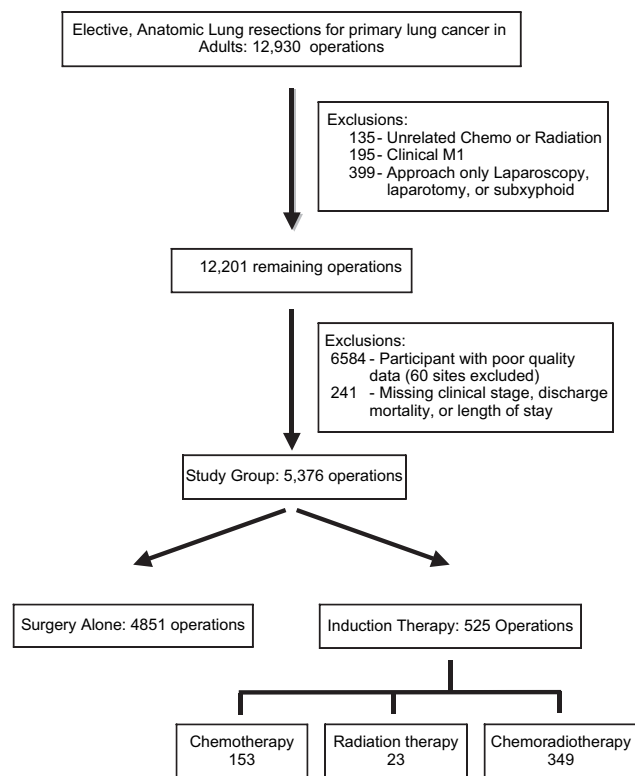 Elective, Anatomic Lung resections for primary lung cancer in
Adults: 12,930 operations
Exclusions:
135- Unrelated Chemo or Radiation
195- Clinical M1
399- Approach only Laparoscopy,
laparotomy, or subxyphoid
12,201 remaining operations
Exclusions:
6584 - Participant with poor quality
data (60 sites excluded)
241 - Missing clinical stage, discharge
mortality, or length of stay
Study Group: 5,376 operations
Surgery Alone: 4851 operations
Induction Therapy: 525 Operations
Chemotherapy
153
Radiation therapy
23
Chemoradiotherapy
349